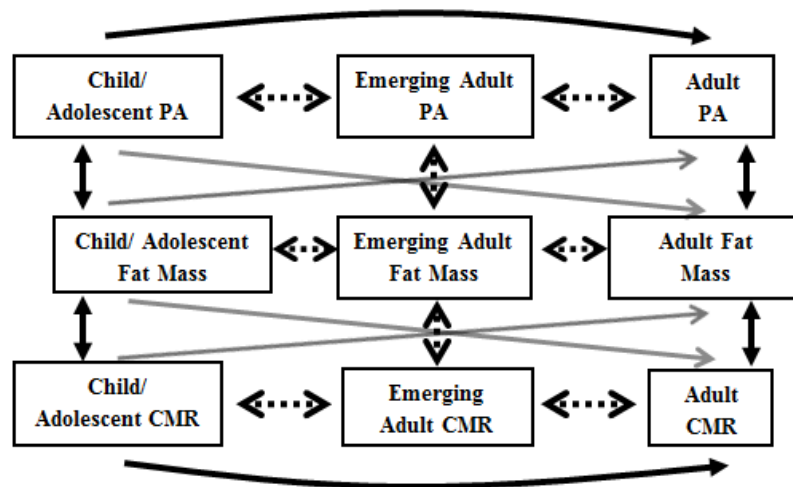 Child/
Adolescent PA
Emerging Adult
PA
Adult
PA
Child/ Adolescent
Fat Mass
Emerging Adult
Fat Mass
Adult Fat
Mass
Child/
Adolescent CMR
Emerging
Adult CMR
Adult
CMR